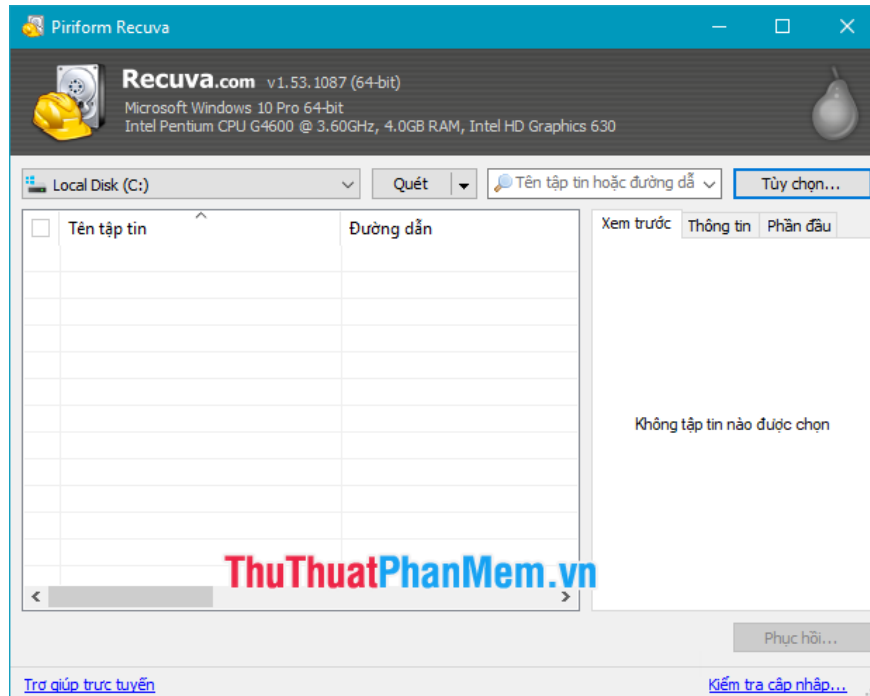 Piriform Recuva
Recuva.com v1.53.1087 (64-bit)
Microsoft Windows 10 Pro 64-bit
Intel Pentium CPU G4600 @ 3.60GHz, 4.0GB RAM, Intel HD Graphics 630
Local Disk (C:) Quét Tên tập tin hoặc đường dẫ Tùy chọn...
Tên tập tin Đường dẫn Xem trước Thông tin Phần đầu
Không tập tin nào được chọn
ThuThuatPhanMem.vn
Phục hồi...
Trợ giúp trực tuyến Kiểm tra cập nhập...